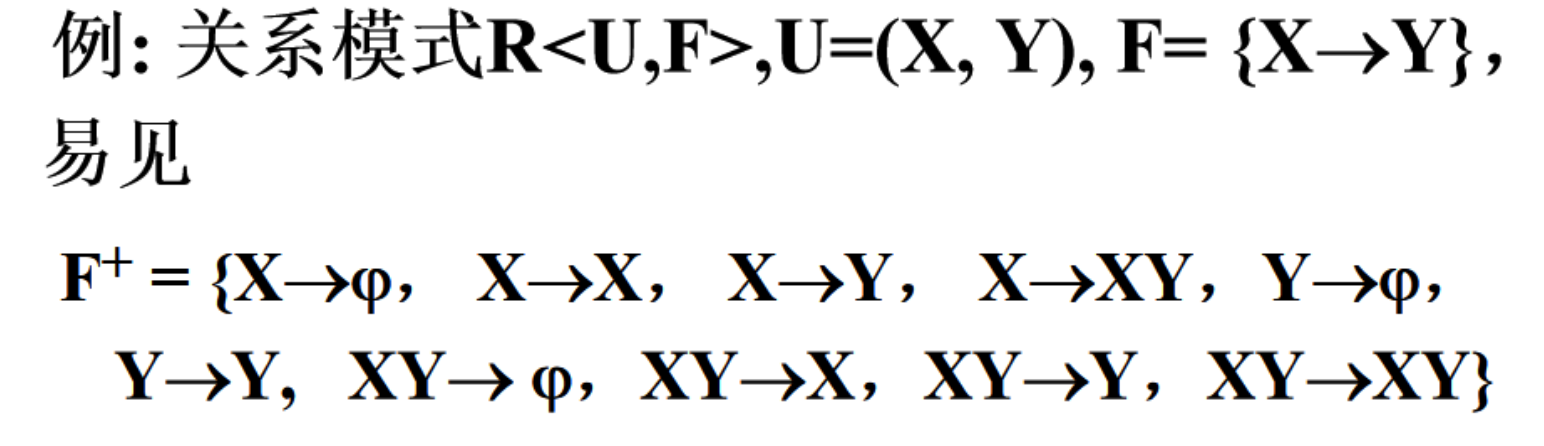 例: 关系模式R<U,F>,U=(X, Y), F= {X→Y}，
易见
F⁺ = {X→φ， X→X， X→Y， X→XY， Y→φ，
Y→Y, XY→ φ， XY→X， XY→Y， XY→XY}